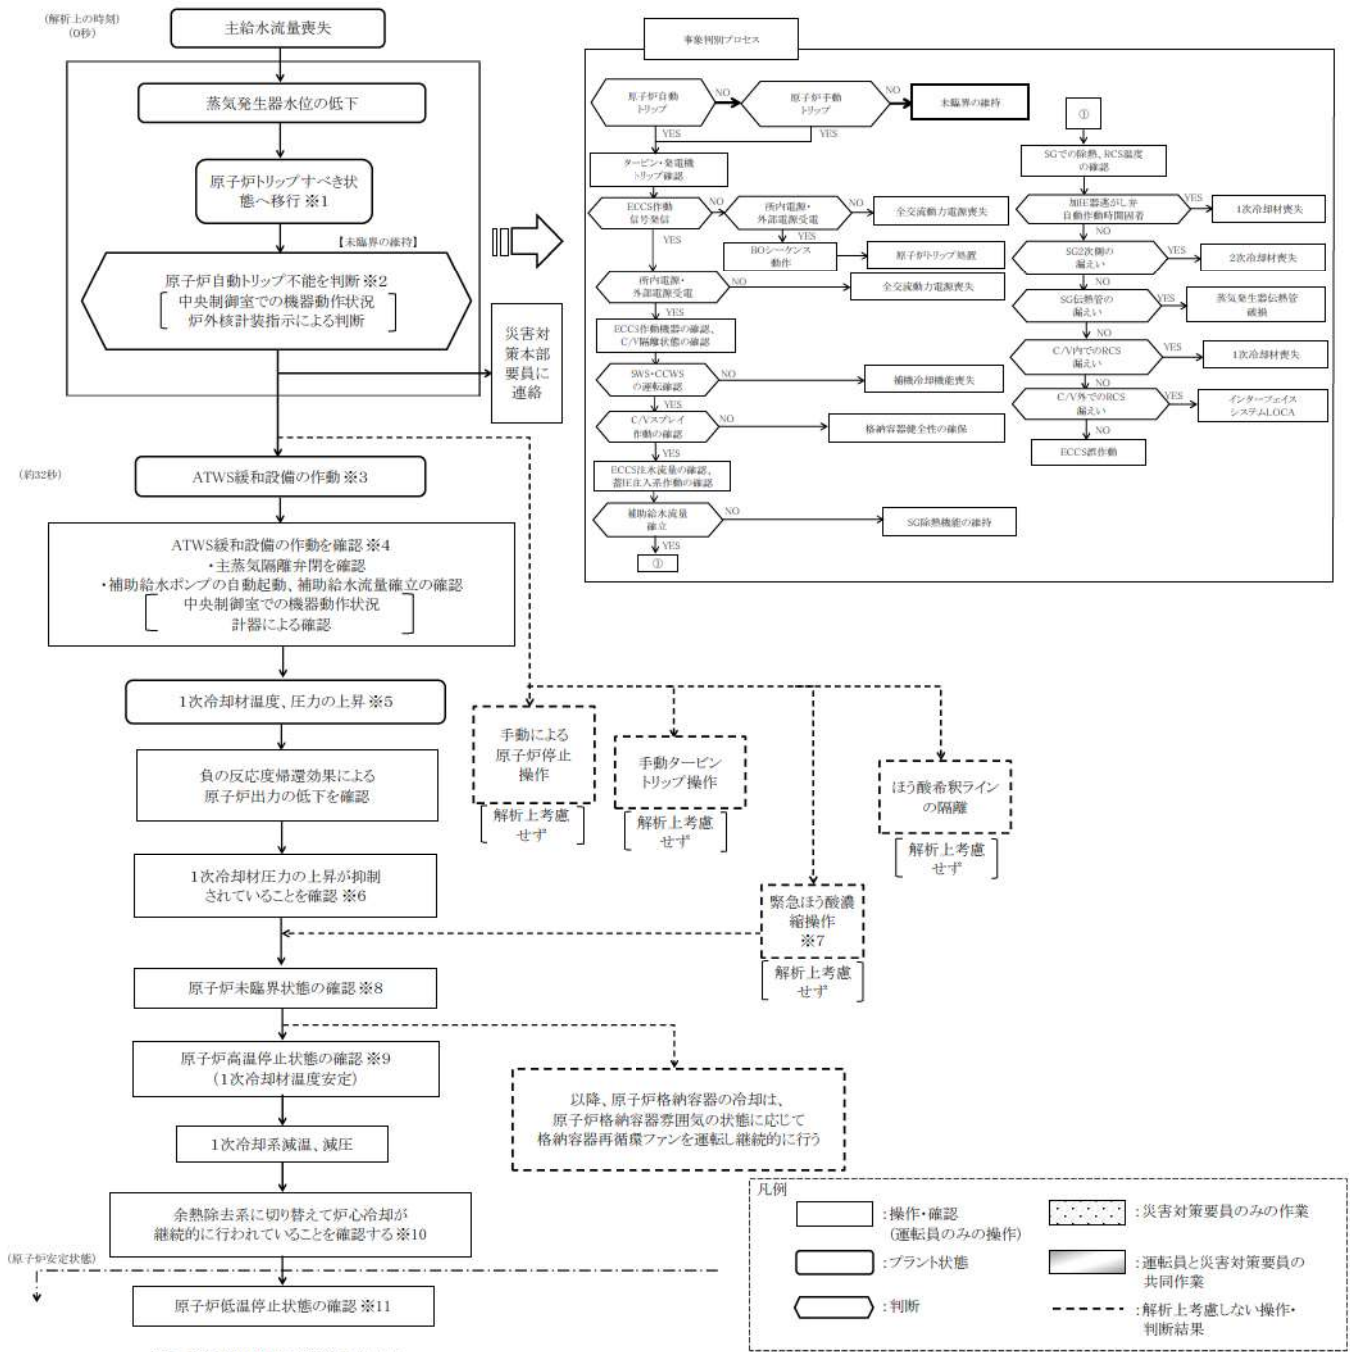 (解析上の時刻)
(0秒)
主給水流量喪失
蒸気発生器水位の低下
原子炉トリップすべき状
態へ移行※1
【未臨界の維持】
原子炉自動トリップ不能を判断※2
中央制御室での機器動作状況
炉外核計装指示による判断
災害対
策本部
要員に
連絡
(約32秒)
ATWS緩和設備の作動※3
ATWS緩和設備の作動を確認※4
・主蒸気隔離弁閉を確認
・補助給水ポンプの自動起動、補助給水流量確立の確認
中央制御室での機器動作状況
計器による確認
1次冷却材温度、圧力の上昇※5
負の反応度帰還効果による
原子炉出力の低下を確認
1次冷却材圧力の上昇が抑制
されていることを確認※6
原子炉未臨界状態の確認※8
原子炉高温停止状態の確認※9
(1次冷却材温度安定)
1次冷却系減温、減圧
余熱除去系に切り替えて炉心冷却が
継続的に行われていることを確認する※10
(原子炉安定状態)
原子炉低温停止状態の確認※11
手動による
原子炉停止
操作
解析上考慮
せず
手動タービン
トリップ操作
解析上考慮
せず
緊急ほう酸濃
縮操作
※7
解析上考慮
せず
ほう酸希釈ライン
の隔離
解析上考慮
せず
以降、原子炉格納容器の冷却は、
原子炉格納容器雰囲気の状態に応じて
格納容器再循環ファンを運転し継続的に行う
事象判別プロセス
原子炉自動
トリップ
NO
原子炉手動
トリップ
NO
未臨界の維持
YES
YES
タービン・発電機
トリップ確認
ECCS作動
信号発信
NO
所内電源・
外部電源受電
NO
全交流動力電源喪失
YES
YES
BOシーケンス
動作
原子炉トリップ処置
所内電源・
外部電源受電
NO
全交流動力電源喪失
YES
ECCS作動機器の確認、
C/V隔離状態の確認
SWS・CCWS
の運転確認
NO
補機冷却機能喪失
YES
C/Vスプレイ
作動の確認
NO
格納容器健全性の確保
YES
ECCS注水流量の確認、
蓄圧注入系作動の確認
補助給水流量
確立
NO
SG除熱機能の維持
YES
①
①
SGでの除熱、RCS温度
の確認
加圧器逃がし弁
自動作動時開固着
YES
1次冷却材喪失
NO
SG2次側の
漏えい
YES
2次冷却材喪失
NO
SG伝熱管の
漏えい
YES
蒸気発生器伝熱管
破損
NO
C/V内でのRCS
漏えい
YES
1次冷却材喪失
NO
C/V外でのRCS
漏えい
YES
インターフェイス
システムLOCA
NO
ECCS誤作動
凡例
:操作・確認
(運転員のみの操作)
:プラント状態
:判断
:災害対策要員のみの作業
:運転員と災害対策要員の
共同作業
:解析上考慮しない操作・
判断結果